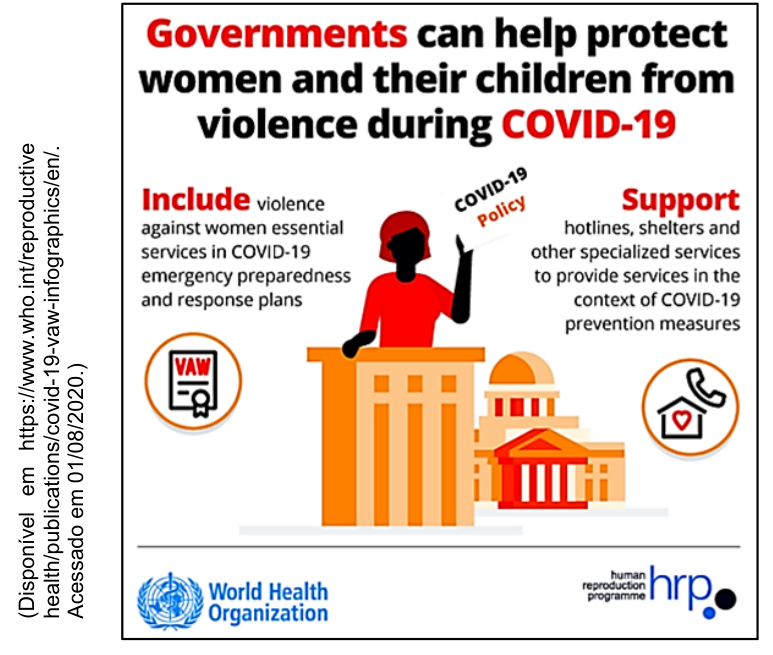 (Disponível em https://www.who.int/reproductive
health/publications/covid-19-vaw-infographics/en/.
Acessado em 01/08/2020.)
Governments can help protect
women and their children from
violence during COVID-19
Include violence
against women essential
services in COVID-19
emergency preparedness
and response plans
VAW
COVID-19
Policy
Support
hotlines, shelters and
other specialized services
to provide services in the
context of COVID-19
prevention measures
World Health
Organization
human
reproduction
programme
hrp